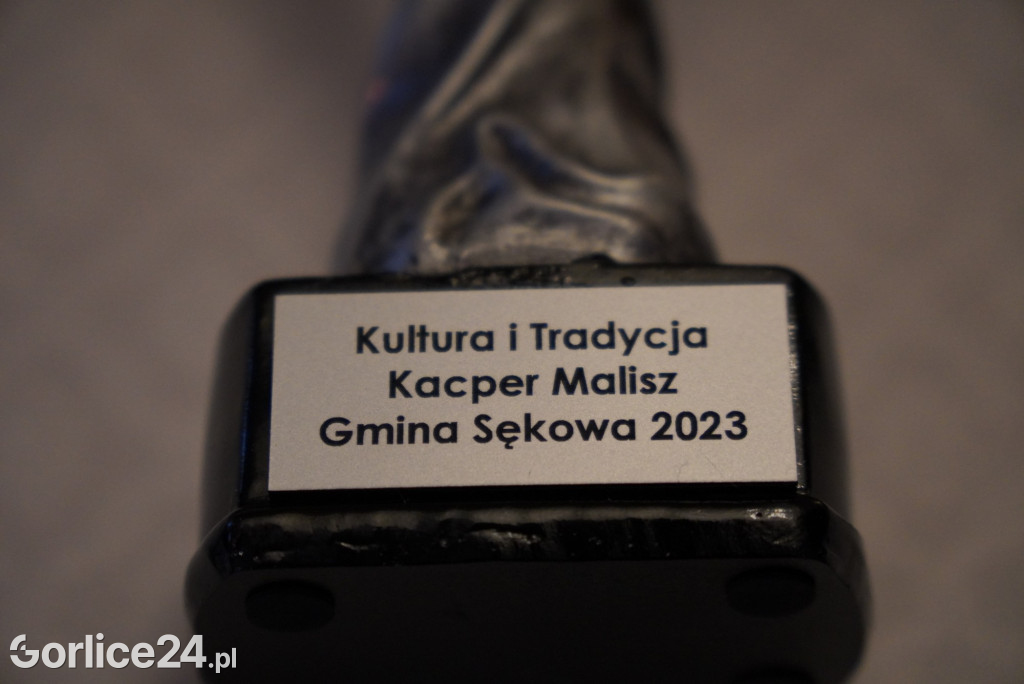 Kultura i Tradycja
Kacper Malisz
Gmina Sękowa 2023
Gorlice24.pl